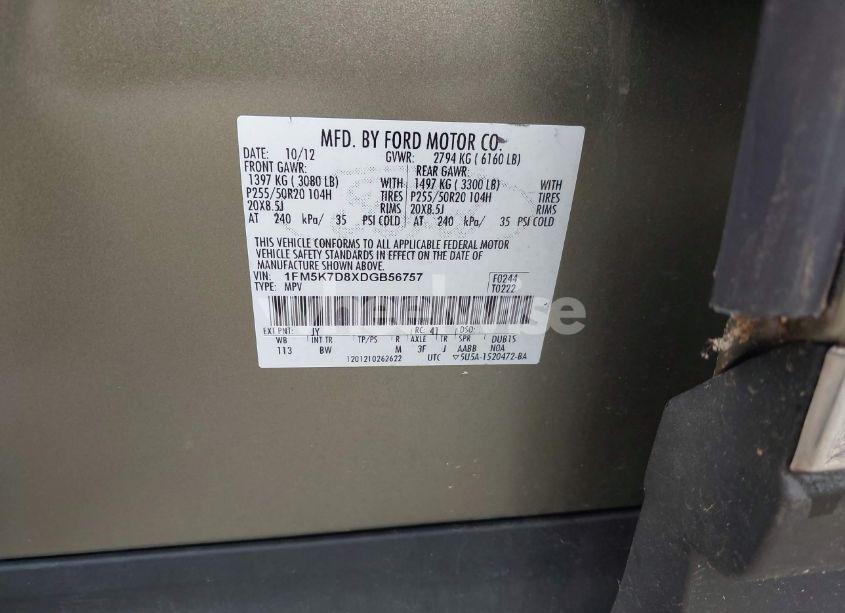 MFD. BY FORD MOTOR CO.
DATE: 10/12 GVWR: 2794 KG ( 6160 LB)
FRONT GAWR: REAR GAWR:
1397 KG ( 3080 LB) WITH 1497 KG ( 3300 LB) WITH
P255/50R20 104H TIRES P255/50R20 104H TIRES
20X8.5J RIMS 20X8.5J RIMS
AT 240 kPa/ 35 PSI COLD AT 240 kPa/ 35 PSI COLD
THIS VEHICLE CONFORMS TO ALL APPLICABLE FEDERAL MOTOR
VEHICLE SAFETY STANDARDS IN EFFECT ON THE DATE OF
MANUFACTURE SHOWN ABOVE.
VIN: 1FM5K7D8XDGB56757 F0244
TYPE: MPV T0222
wheelwise
EXT PNT: JY RC: 41 DSO:
WB INT TR TP/PS R AXLE TR SPR DUB15
113 BW M 3F J AABB NOA
1201210262622 UTC ▽5U5A-1520472-BA